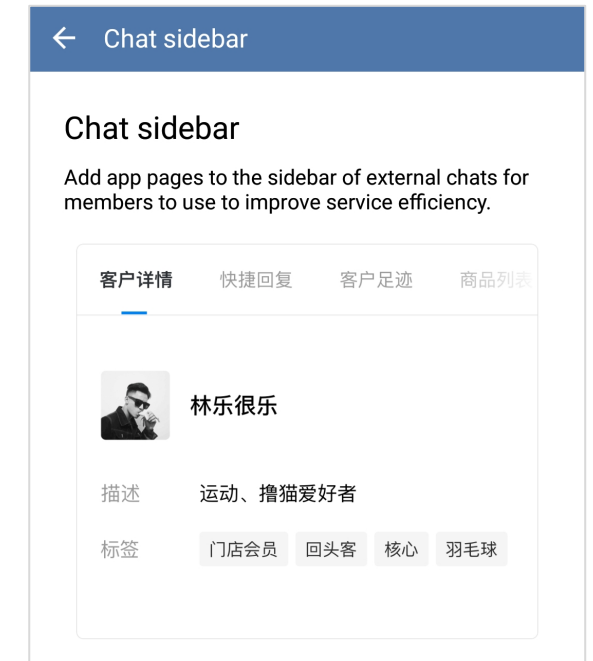 Chat sidebar
Chat sidebar
Add app pages to the sidebar of external chats for
members to use to improve service efficiency.
客户详情 快捷回复 客户足迹 商品列表
林乐很乐
描述 运动、撸猫爱好者
标签 门店会员 回头客 核心 羽毛球